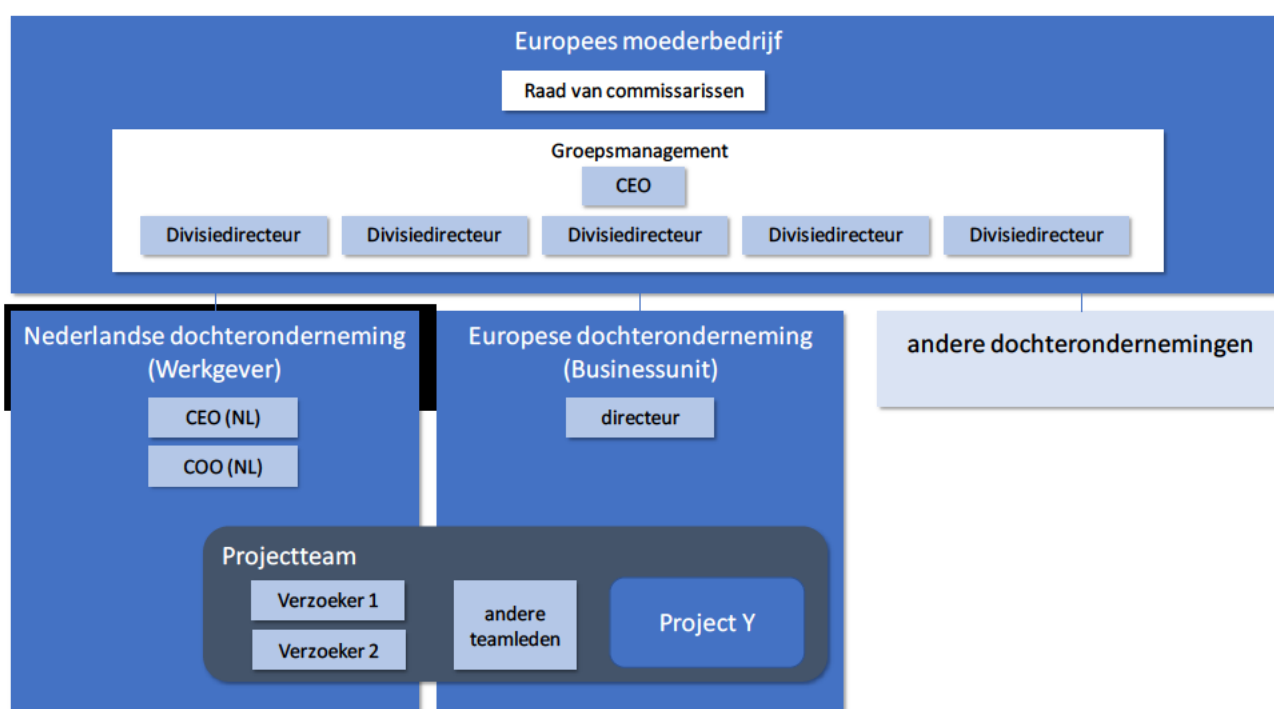 Europees moederbedrijf
Raad van commissarissen
Groepsmanagement
CEO
Divisiedirecteur
Divisiedirecteur
Divisiedirecteur
Divisiedirecteur
Divisiedirecteur
Nederlandse dochteronderneming
(Werkgever)
CEO (NL)
COO (NL)
Europese dochteronderneming
(Businessunit)
directeur
andere dochterondernemingen
Projectteam
Verzoeker 1
Verzoeker 2
andere
teamleden
Project Y